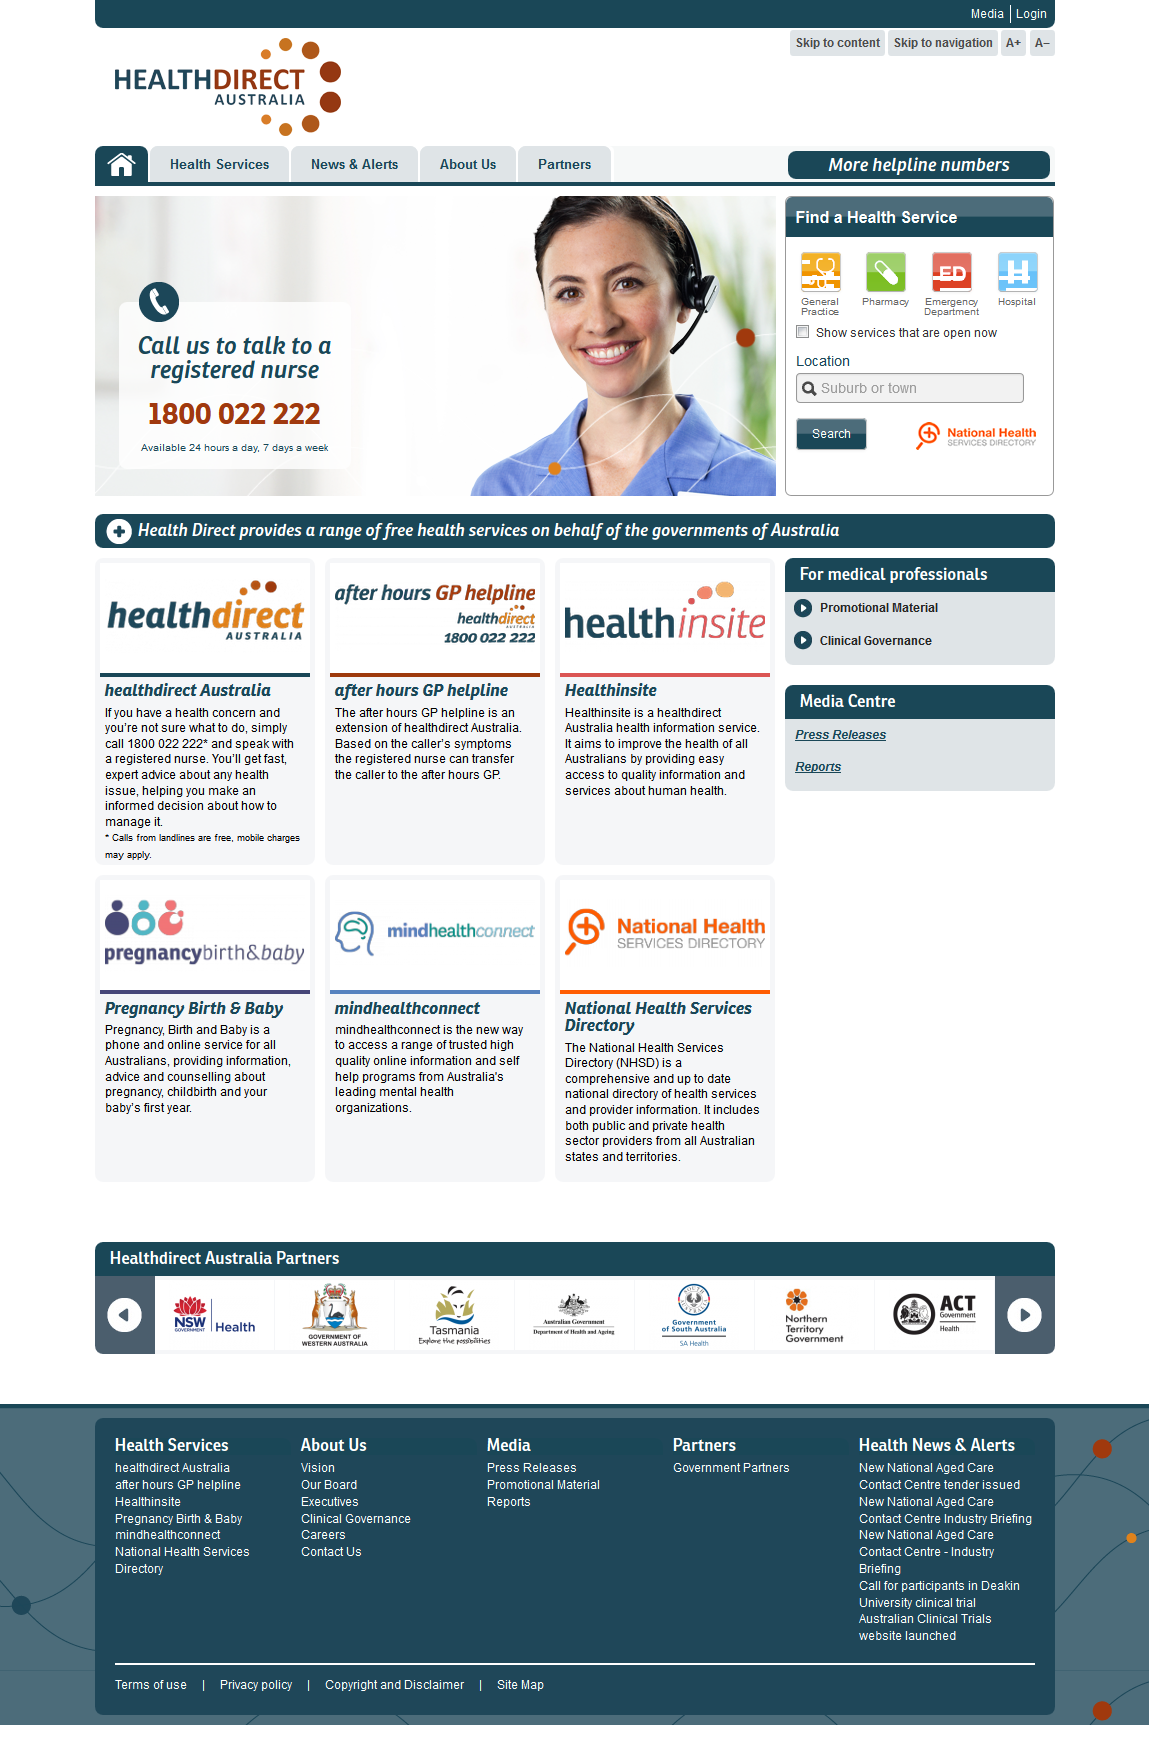 Media Login
Skip to content Skip to navigation A+ A–
HEALTHDIRECT
AUSTRALIA
Health Services News & Alerts About Us Partners
More helpline numbers
Call us to talk to a
registered nurse
1800 022 222
Available 24 hours a day, 7 days a week
Find a Health Service
ED
H
General
Practice
Pharmacy
Emergency
Department
Hospital
Show services that are open now
Location
Suburb or town
Search
National Health
SERVICES DIRECTORY
Health Direct provides a range of free health services on behalf of the governments of Australia
healthdirect
AUSTRALIA
healthdirect Australia
If you have a health concern and
you're not sure what to do, simply
call 1800 022 222* and speak with
a registered nurse. You'll get fast,
expert advice about any health
issue, helping you make an
informed decision about how to
manage it.
* Calls from landlines are free, mobile charges
may apply.
after hours GP helpline
healthdirect
AUSTRALIA
1800 022 222
after hours GP helpline
The after hours GP helpline is an
extension of healthdirect Australia.
Based on the caller's symptoms
the registered nurse can transfer
the caller to the after hours GP.
healthinsite
Healthinsite
Healthinsite is a healthdirect
Australia health information service.
It aims to improve the health of all
Australians by providing easy
access to quality information and
services about human health.
For medical professionals
Promotional Material
Clinical Governance
Media Centre
Press Releases
Reports
pregnancybirth&baby
Pregnancy Birth & Baby
Pregnancy, Birth and Baby is a
phone and online service for all
Australians, providing information,
advice and counselling about
pregnancy, childbirth and your
baby's first year.
mindhealthconnect
mindhealthconnect
mindhealthconnect is the new way
to access a range of trusted high
quality online information and self
help programs from Australia's
leading mental health
organizations.
National Health
SERVICES DIRECTORY
National Health Services
Directory
The National Health Services
Directory (NHSD) is a
comprehensive and up to date
national directory of health services
and provider information. It includes
both public and private health
sector providers from all Australian
states and territories.
Healthdirect Australia Partners
NSW
GOVERNMENT
Health
GOVERNMENT OF
WESTERN AUSTRALIA
Tasmania
Explore the possibilities
Australian Government
Department of Health and Ageing
SOUTH AUSTRALIA
Government
of South Australia
SA Health
Northern
Territory
Government
ACT
Government
Health
Health Services
healthdirect Australia
after hours GP helpline
Healthinsite
Pregnancy Birth & Baby
mindhealthconnect
National Health Services
Directory
About Us
Vision
Our Board
Executives
Clinical Governance
Careers
Contact Us
Media
Press Releases
Promotional Material
Reports
Partners
Government Partners
Health News & Alerts
New National Aged Care
Contact Centre tender issued
New National Aged Care
Contact Centre Industry Briefing
New National Aged Care
Contact Centre - Industry
Briefing
Call for participants in Deakin
University clinical trial
Australian Clinical Trials
website launched
Terms of use | Privacy policy | Copyright and Disclaimer | Site Map